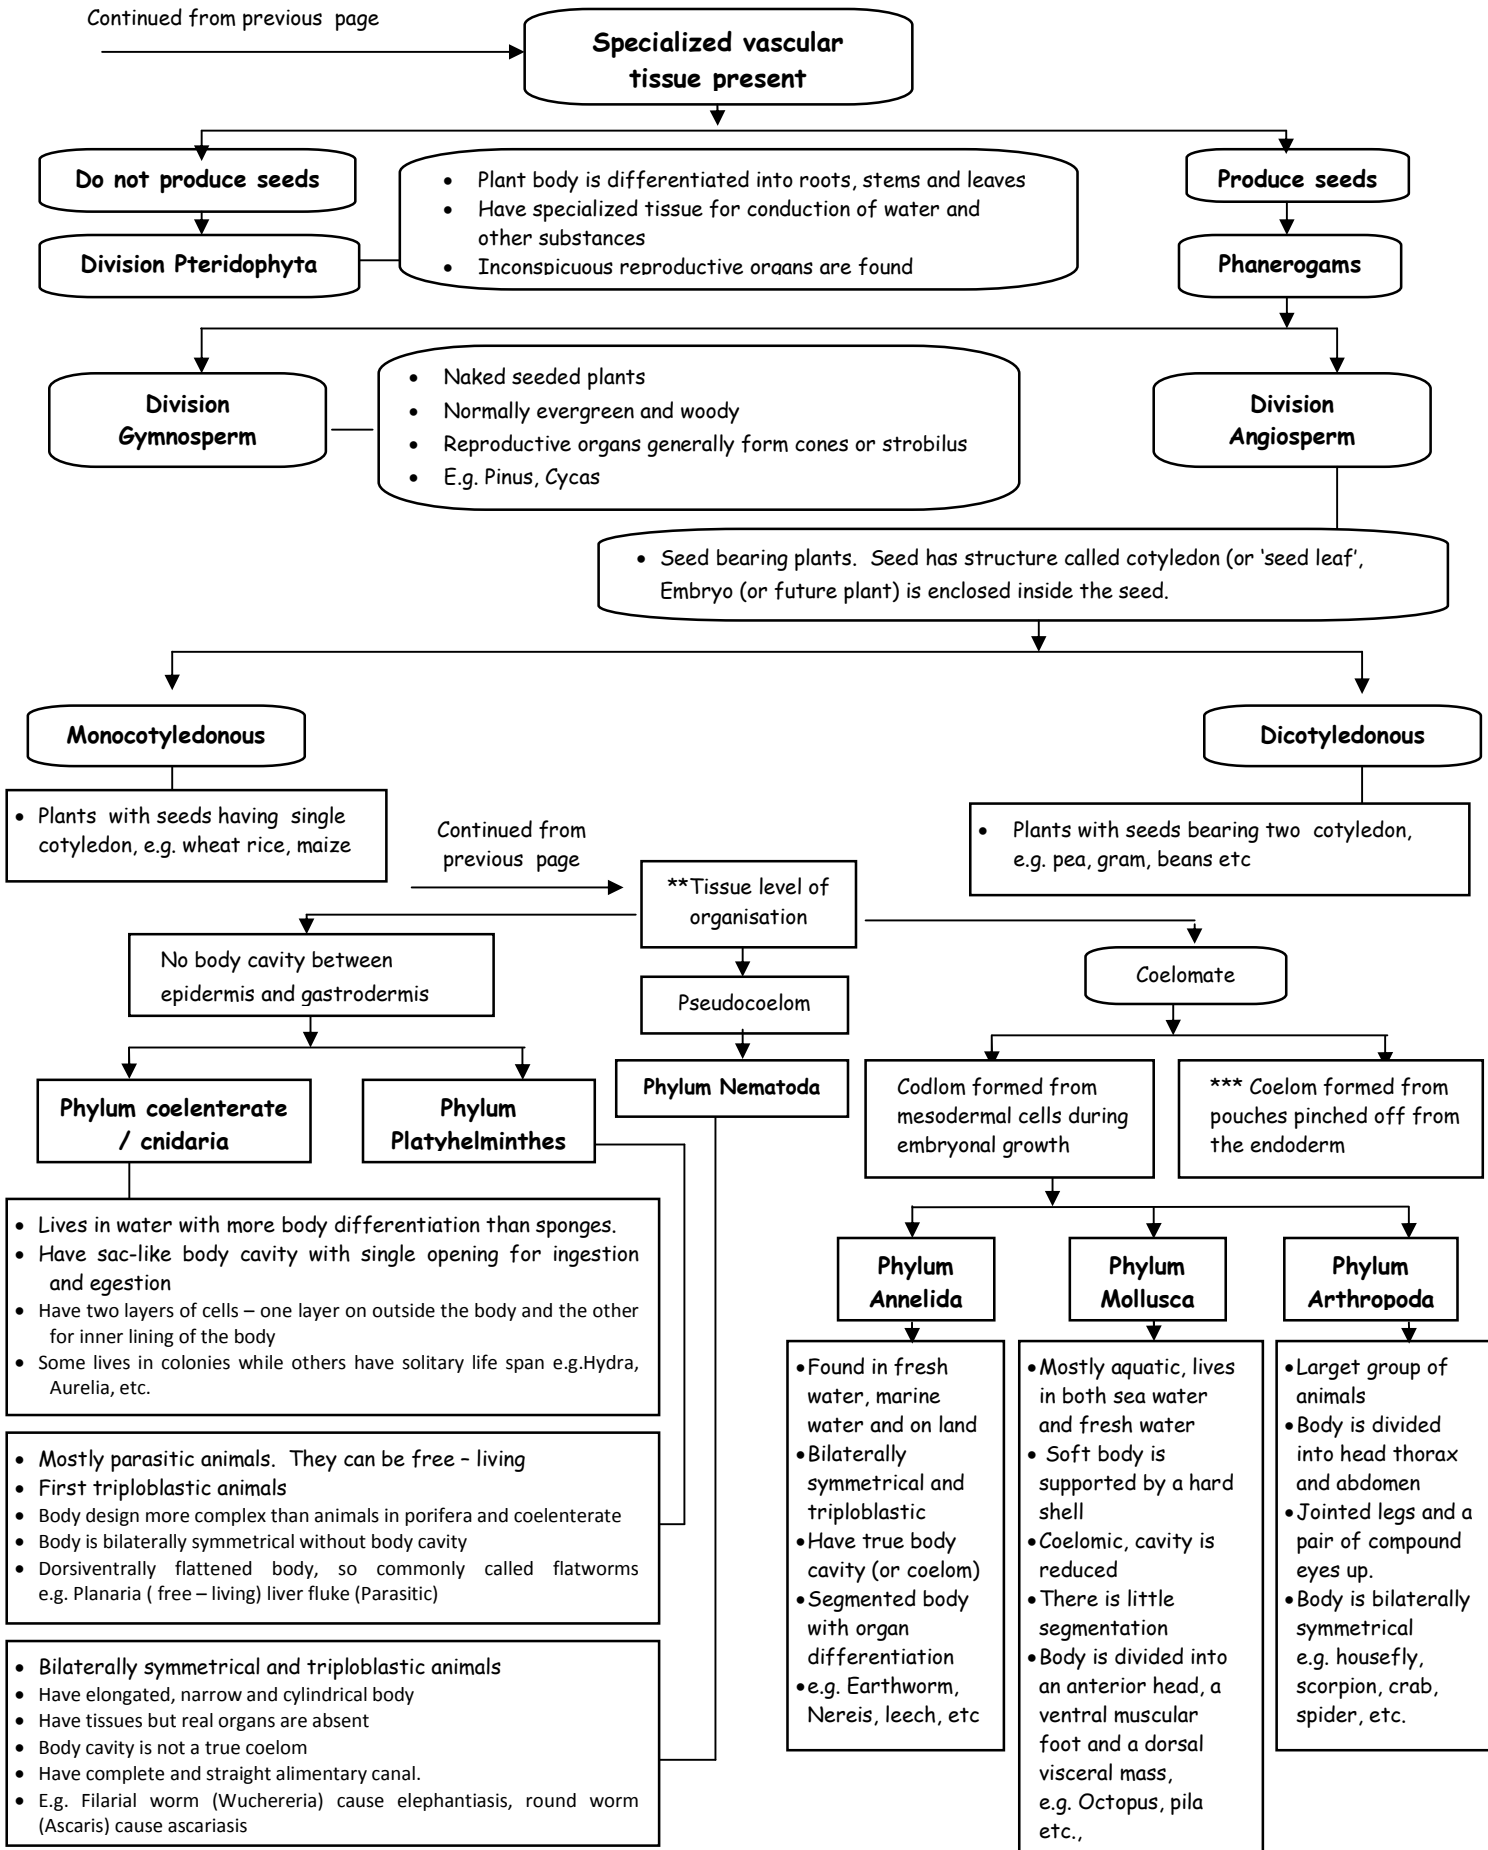 Continued from previous page
Specialized vascular
tissue present
Do not produce seeds
• Plant body is differentiated into roots, stems and leaves
• Have specialized tissue for conduction of water and
other substances
• Inconspicuous reproductive organs are found
Produce seeds
Division Pteridophyta
Phanerogams
Division
Gymnosperm
• Naked seeded plants
• Normally evergreen and woody
• Reproductive organs generally form cones or strobilus
• E.g. Pinus, Cycas
Division
Angiosperm
• Seed bearing plants. Seed has structure called cotyledon (or ‘seed leaf’,
Embryo (or future plant) is enclosed inside the seed.
Monocotyledonous
Dicotyledonous
• Plants with seeds having single
cotyledon, e.g. wheat rice, maize
• Plants with seeds bearing two cotyledon,
e.g. pea, gram, beans etc
Continued from
previous page
**Tissue level of
organisation
No body cavity between
epidermis and gastrodermis
Pseudocoelom
Coelomate
Phylum coelenterate
/ cnidaria
Phylum
Platyhelminthes
Phylum Nematoda
Codlom formed from
mesodermal cells during
embryonal growth
*** Coelom formed from
pouches pinched off from
the endoderm
• Lives in water with more body differentiation than sponges.
• Have sac-like body cavity with single opening for ingestion
and egestion
• Have two layers of cells – one layer on outside the body and the other
for inner lining of the body
• Some lives in colonies while others have solitary life span e.g.Hydra,
Aurelia, etc.
• Mostly parasitic animals. They can be free – living
• First triploblastic animals
• Body design more complex than animals in porifera and coelenterate
• Body is bilaterally symmetrical without body cavity
• Dorsiventrally flattened body, so commonly called flatworms
e.g. Planaria ( free – living) liver fluke (Parasitic)
• Bilaterally symmetrical and triploblastic animals
• Have elongated, narrow and cylindrical body
• Have tissues but real organs are absent
• Body cavity is not a true coelom
• Have complete and straight alimentary canal.
• E.g. Filarial worm (Wuchereria) cause elephantiasis, round worm
(Ascaris) cause ascariasis
Phylum
Annelida
• Found in fresh
water, marine
water and on land
• Bilaterally
symmetrical and
triploblastic
• Have true body
cavity (or coelom)
• Segmented body
with organ
differentiation
• e.g. Earthworm,
Nereis, leech, etc
Phylum
Mollusca
• Mostly aquatic, lives
in both sea water
and fresh water
• Soft body is
supported by a hard
shell
• Coelomic, cavity is
reduced
• There is little
segmentation
• Body is divided into
an anterior head, a
ventral muscular
foot and a dorsal
visceral mass,
e.g. Octopus, pila
etc.,
Phylum
Arthropoda
• Larget group of
animals
• Body is divided
into head thorax
and abdomen
• Jointed legs and a
pair of compound
eyes up.
• Body is bilaterally
symmetrical
e.g. housefly,
scorpion, crab,
spider, etc.